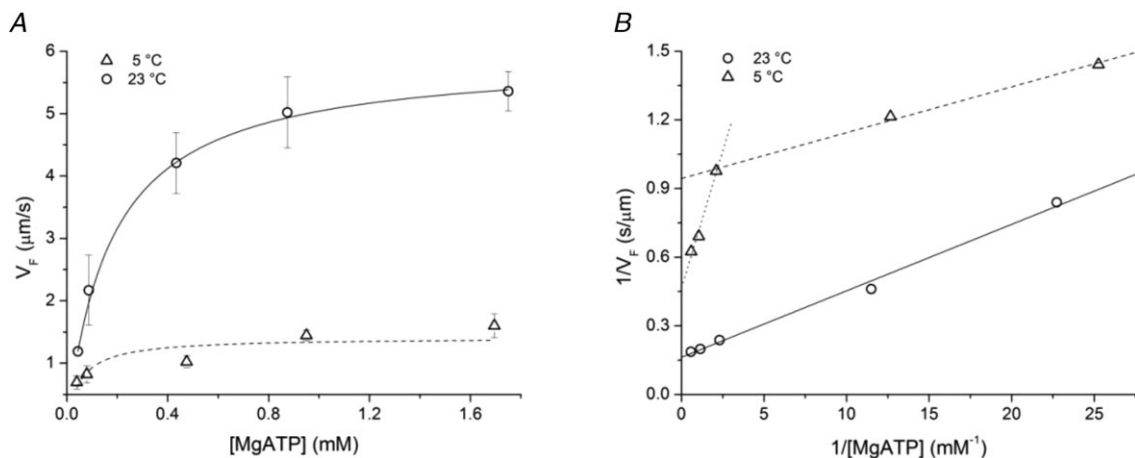 A
B
△ 5 °C
○ 23 °C
6
5
4
3
2
1
V_F (μm/s)
0.0 0.4 0.8 1.2 1.6
[MgATP] (mM)
○ 23 °C
△ 5 °C
1.5
1.2
0.9
0.6
0.3
0.0
1/V_F (s/μm)
0 5 10 15 20 25
1/[MgATP] (mM⁻¹)